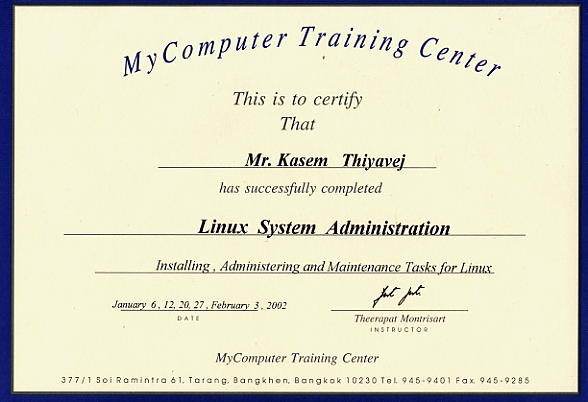 MyComputer Training Center
This is to certify
That
Mr. Kasem Thiyavej
has successfully completed
Linux System Administration
Installing , Administering and Maintenance Tasks for Linux
January 6 , 12, 20, 27 , February 3 , 2002
DATE
Theerapat Montrisart
INSTRUCTOR
MyComputer Training Center
377/1 Soi Ramintra 61, Tarang, Bangkhen, Bangkok 10230 Tel. 945-9401 Fax. 945-9285